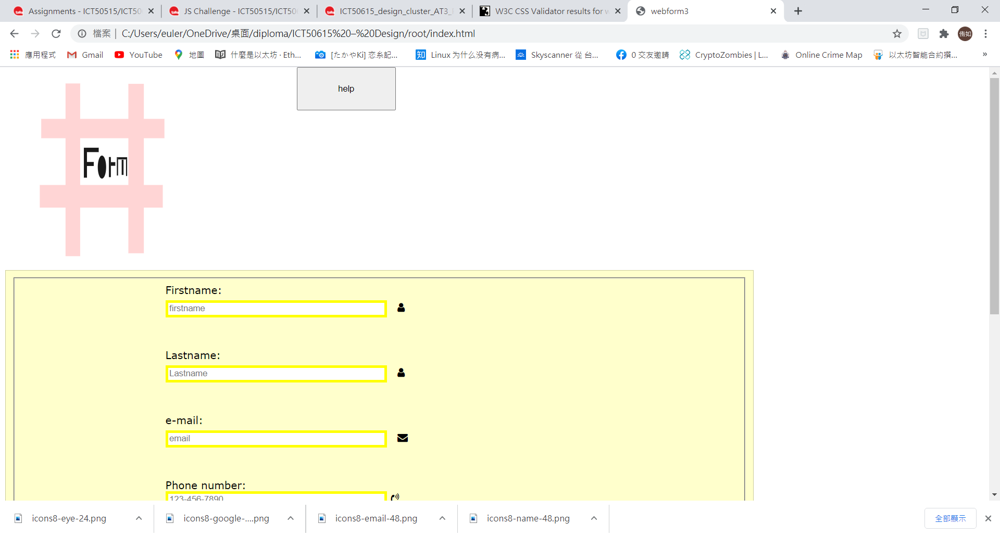 Assignments - ICT50515/ICT50
JS Challenge - ICT50515/ICT50
ICT50615_design_cluster_AT3_
W3C CSS Validator results for w
webform3
檔案
C:/Users/euler/OneDrive/桌面/diploma/ICT50615%20–%20Design/root/index.html
侑如
應用程式
Gmail
YouTube
地圖
什麼是以太坊 · Eth...
[たかやKi] 恋系記...
知
Linux 为什么没有病...
Skyscanner 從 台...
0 交友邀請
CryptoZombies | L...
Online Crime Map
以太坊智能合約撰...
»
help
Form
Firstname:
firstname
Lastname:
Lastname
e-mail:
email
Phone number:
123-456-7890
icons8-eye-24.png
icons8-google-....png
icons8-email-48.png
icons8-name-48.png
全部顯示